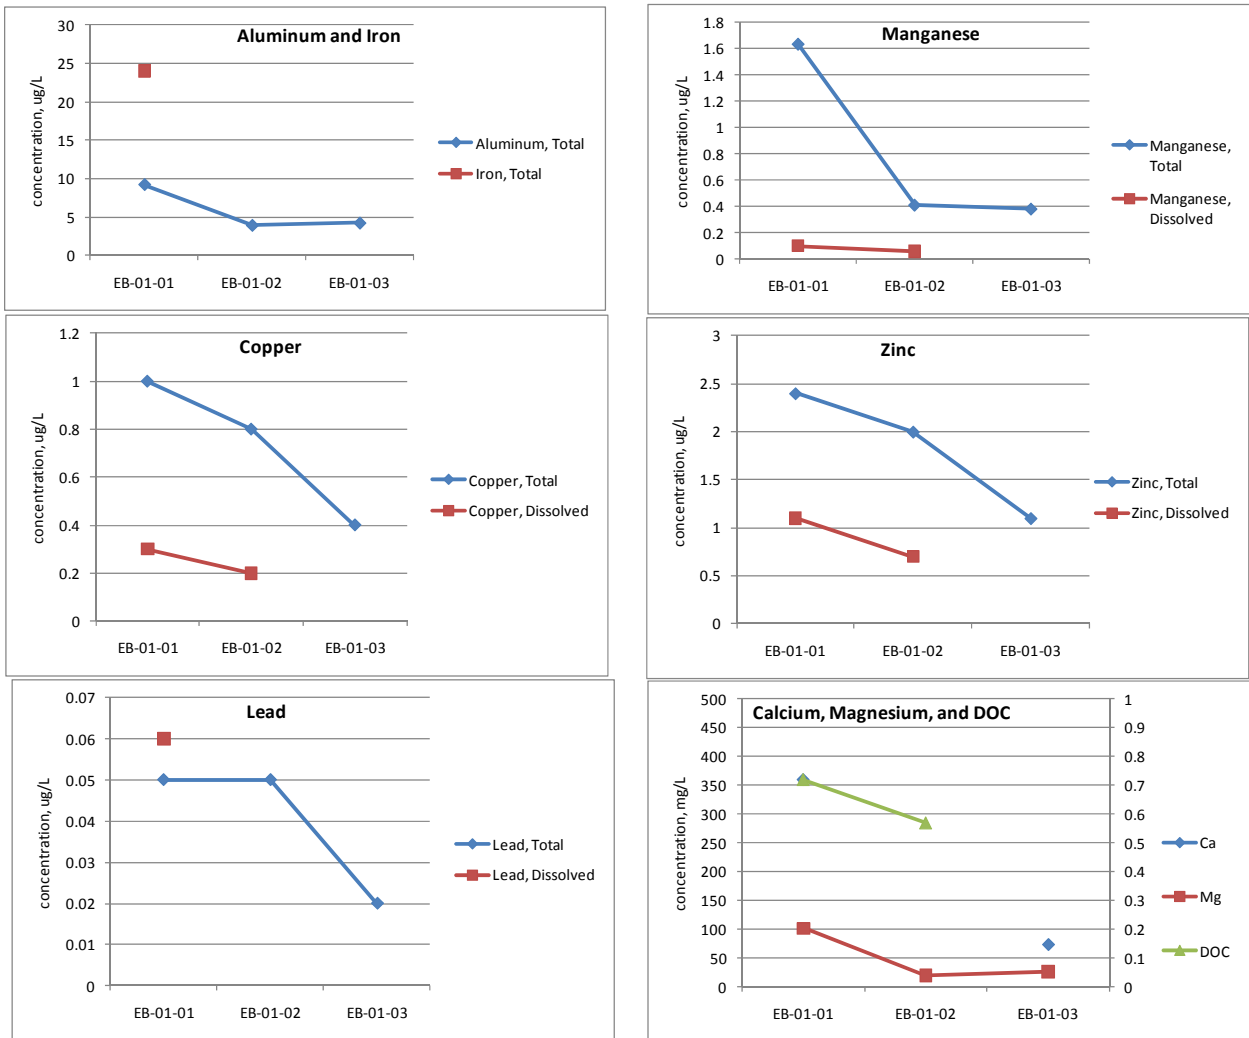 Aluminum and Iron
concentration, ug/L
30
25
20
15
10
5
0
EB-01-01
EB-01-02
EB-01-03
Aluminum, Total
Iron, Total
Manganese
concentration, ug/L
1.8
1.6
1.4
1.2
1
0.8
0.6
0.4
0.2
0
EB-01-01
EB-01-02
EB-01-03
Manganese,
Total
Manganese,
Dissolved
Copper
concentration, ug/L
1.2
1
0.8
0.6
0.4
0.2
0
EB-01-01
EB-01-02
EB-01-03
Copper, Total
Copper, Dissolved
Zinc
concentration, ug/L
3
2.5
2
1.5
1
0.5
0
EB-01-01
EB-01-02
EB-01-03
Zinc, Total
Zinc, Dissolved
Lead
concentration, ug/L
0.07
0.06
0.05
0.04
0.03
0.02
0.01
0
EB-01-01
EB-01-02
EB-01-03
Lead, Total
Lead, Dissolved
Calcium, Magnesium, and DOC
concentration, mg/L
500
450
400
350
300
250
200
150
100
50
0
1
0.9
0.8
0.7
0.6
0.5
0.4
0.3
0.2
0.1
0
EB-01-01
EB-01-02
EB-01-03
Ca
Mg
DOC